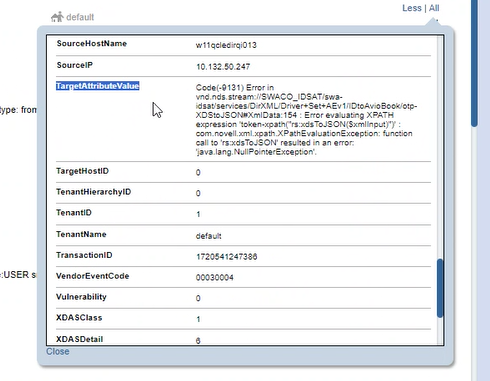 Less | All
default
SourceHostName w11qcledirqi013
SourceIP 10.132.50.247
TargetAttributeValue Code(-9131) Error in
vnd.nds.stream://SWACO_IDSAT/swa-
idsat/services/DirXML/Driver+Set+AEv1/IDtoAvioBook/otp-
XDStoJSON#XmlData:154 : Error evaluating XPATH
expression 'token-xpath("rs:xdsToJSON($xmlInput)")' :
com.novell.xml.xpath.XPathEvaluationException: function
call to 'rs:xdsToJSON' resulted in an error:
'java.lang.NullPointerException'.
TargetHostID 0
TenantHierarchyID 0
TenantID 1
TenantName default
TransactionID 1720541247386
VendorEventCode 00030004
Vulnerability 0
XDASClass 1
XDASDetail 6
Close
type: from
:USER s